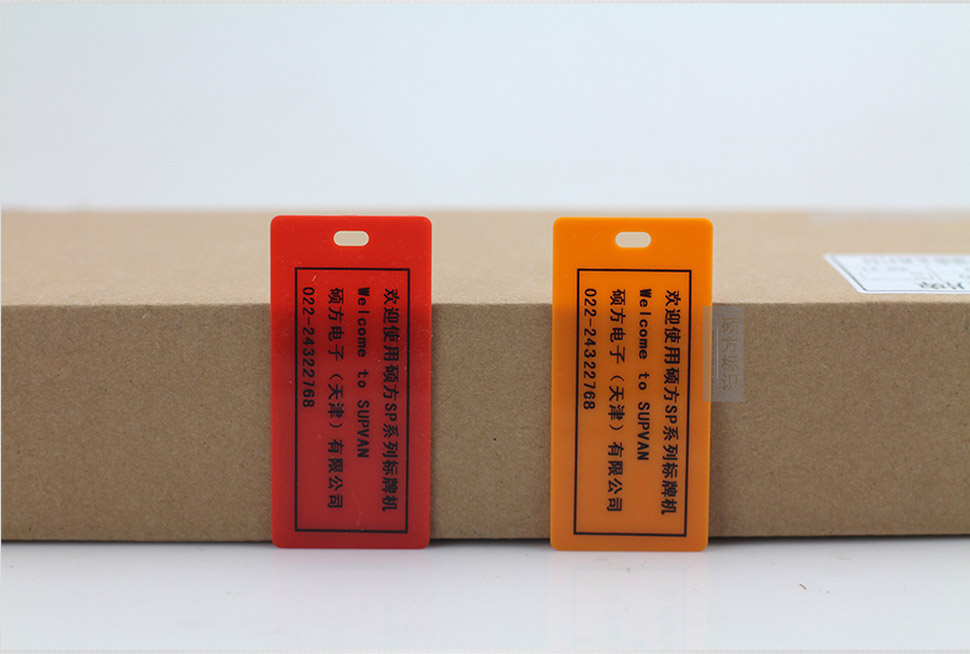 欢迎使用硕方SP系列标牌机
Welcome to SUPVAN
硕方电子（天津）有限公司
022-24322768
欢迎使用硕方SP系列标牌机
Welcome to SUPVAN
硕方电子（天津）有限公司
022-24322768